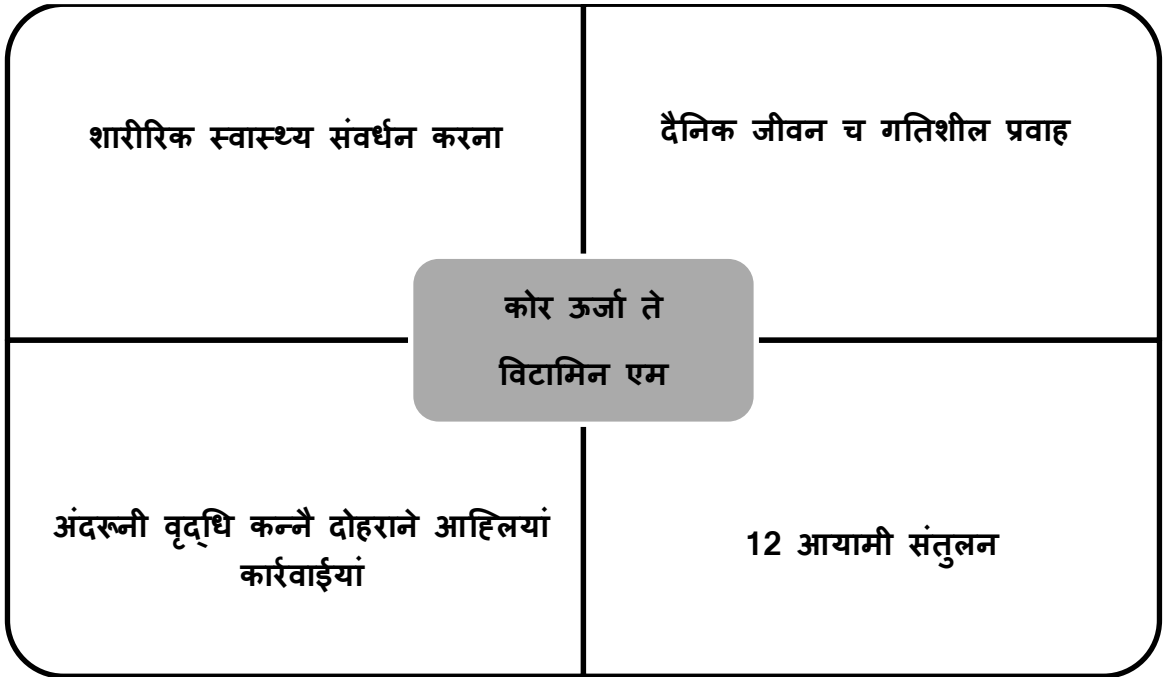 शारीरिक स्वास्थ्य संवर्धन करना
दैनिक जीवन च गतिशील प्रवाह
कोर ऊर्जा ते
विटामिन एम
अंदरूनी वृद्धि कन्नै दोहराने आह्लियां
कार्रवाईयां
12 आयामी संतुलन